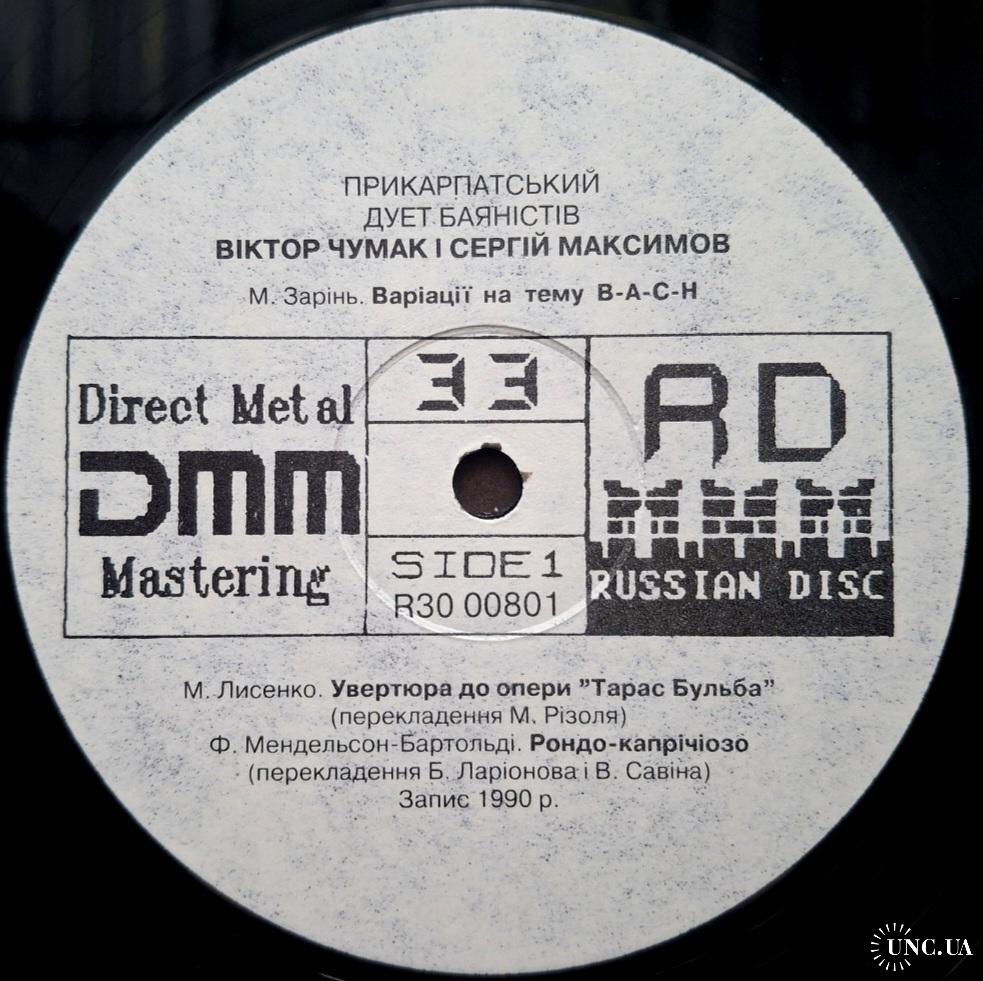 ПРИКАРПАТСЬКИЙ
ДУЕТ БАЯНІСТІВ
ВІКТОР ЧУМАК І СЕРГІЙ МАКСИМОВ
М. Зарінь. Варіації на тему B-A-C-H
Direct Metal
DMM
Mastering
33
SIDE 1
R30 00801
RD
RUSSIAN DISC
М. Лисенко. Увертюра до опери "Тарас Бульба"
(перекладення М. Різоля)
Ф. Мендельсон-Бартольді. Рондо-капрічіозо
(перекладення Б. Ларіонова і В. Савіна)
Запис 1990 р.
UNC.UA